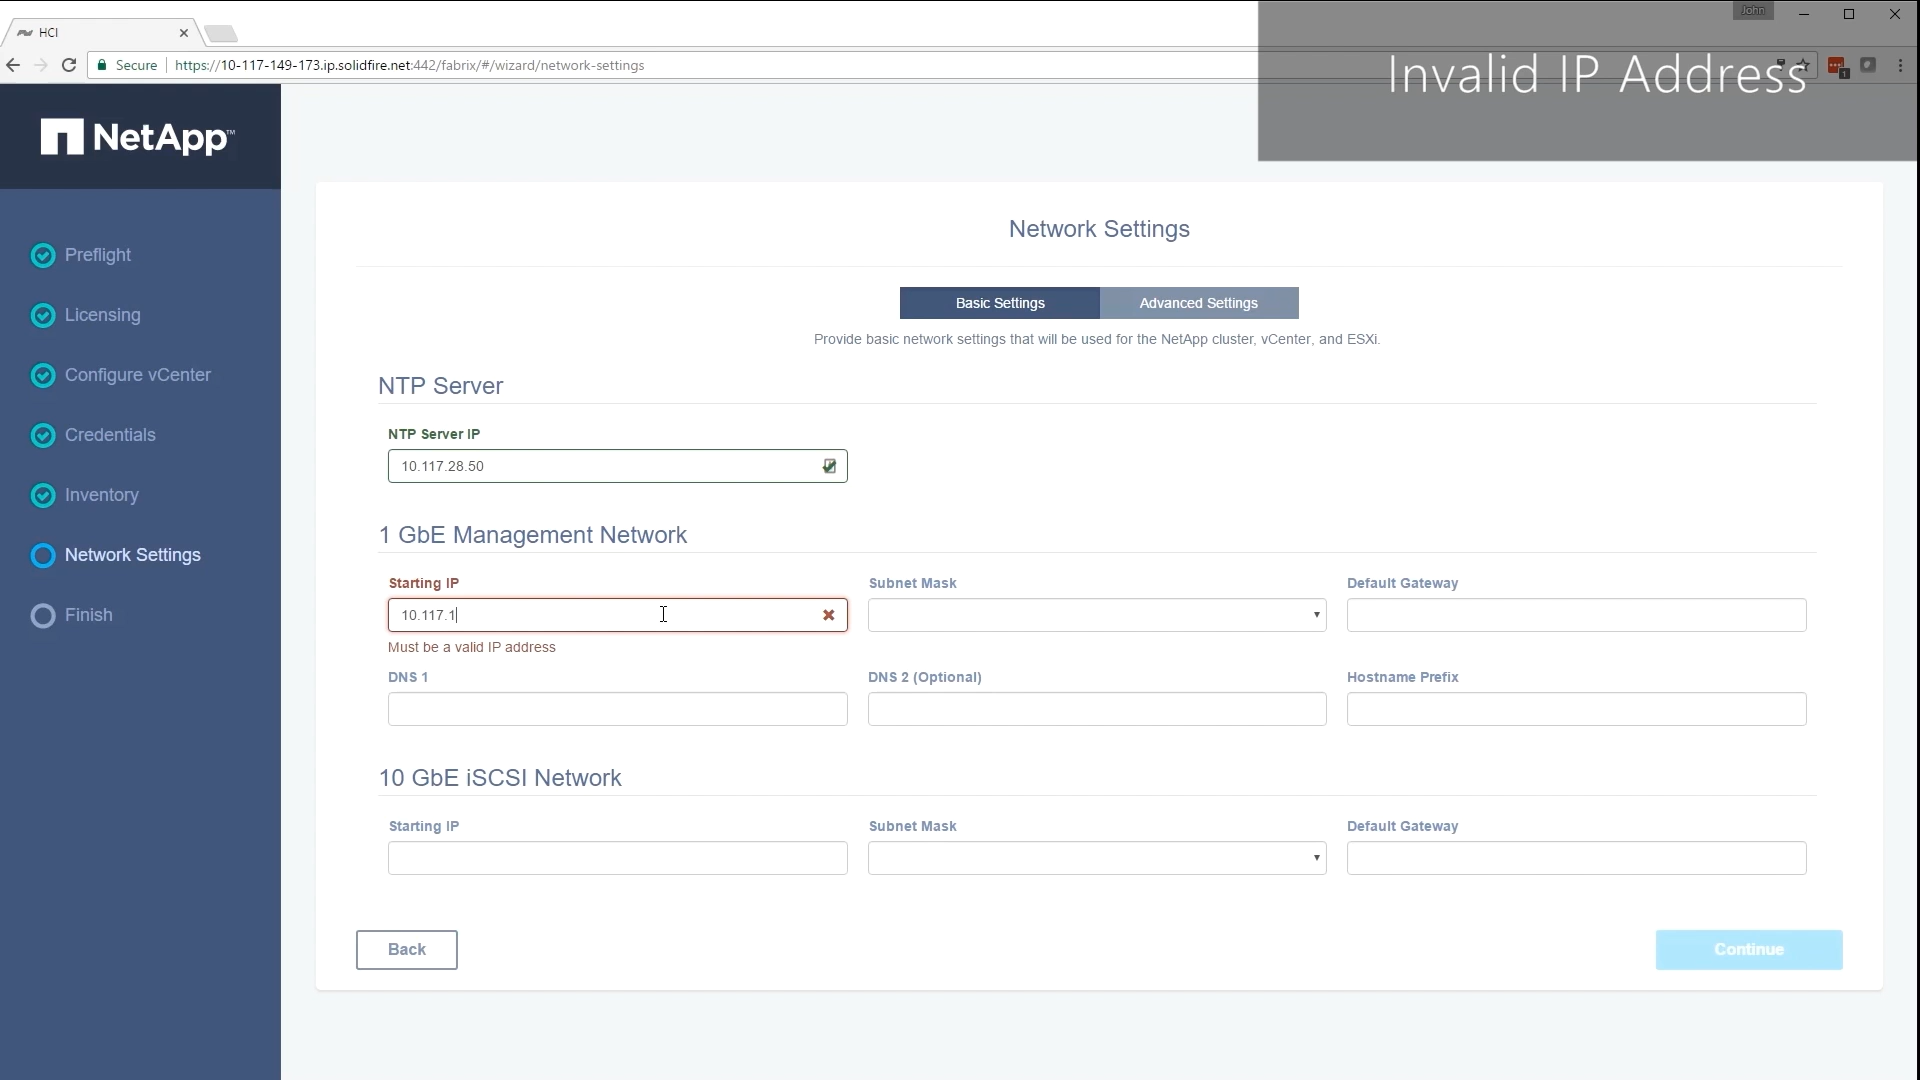 HCI
John
Secure
https://10-117-149-173.ip.solidfire.net:442/fabrix/#/wizard/network-settings
1
Invalid IP Address
NetApp™
Preflight
Licensing
Configure vCenter
Credentials
Inventory
Network Settings
Finish
Network Settings
Basic Settings
Advanced Settings
Provide basic network settings that will be used for the NetApp cluster, vCenter, and ESXi.
NTP Server
NTP Server IP
10.117.28.50
1 GbE Management Network
Starting IP
Subnet Mask
Default Gateway
10.117.1
Must be a valid IP address
DNS 1
DNS 2 (Optional)
Hostname Prefix
10 GbE iSCSI Network
Starting IP
Subnet Mask
Default Gateway
Back
Continue